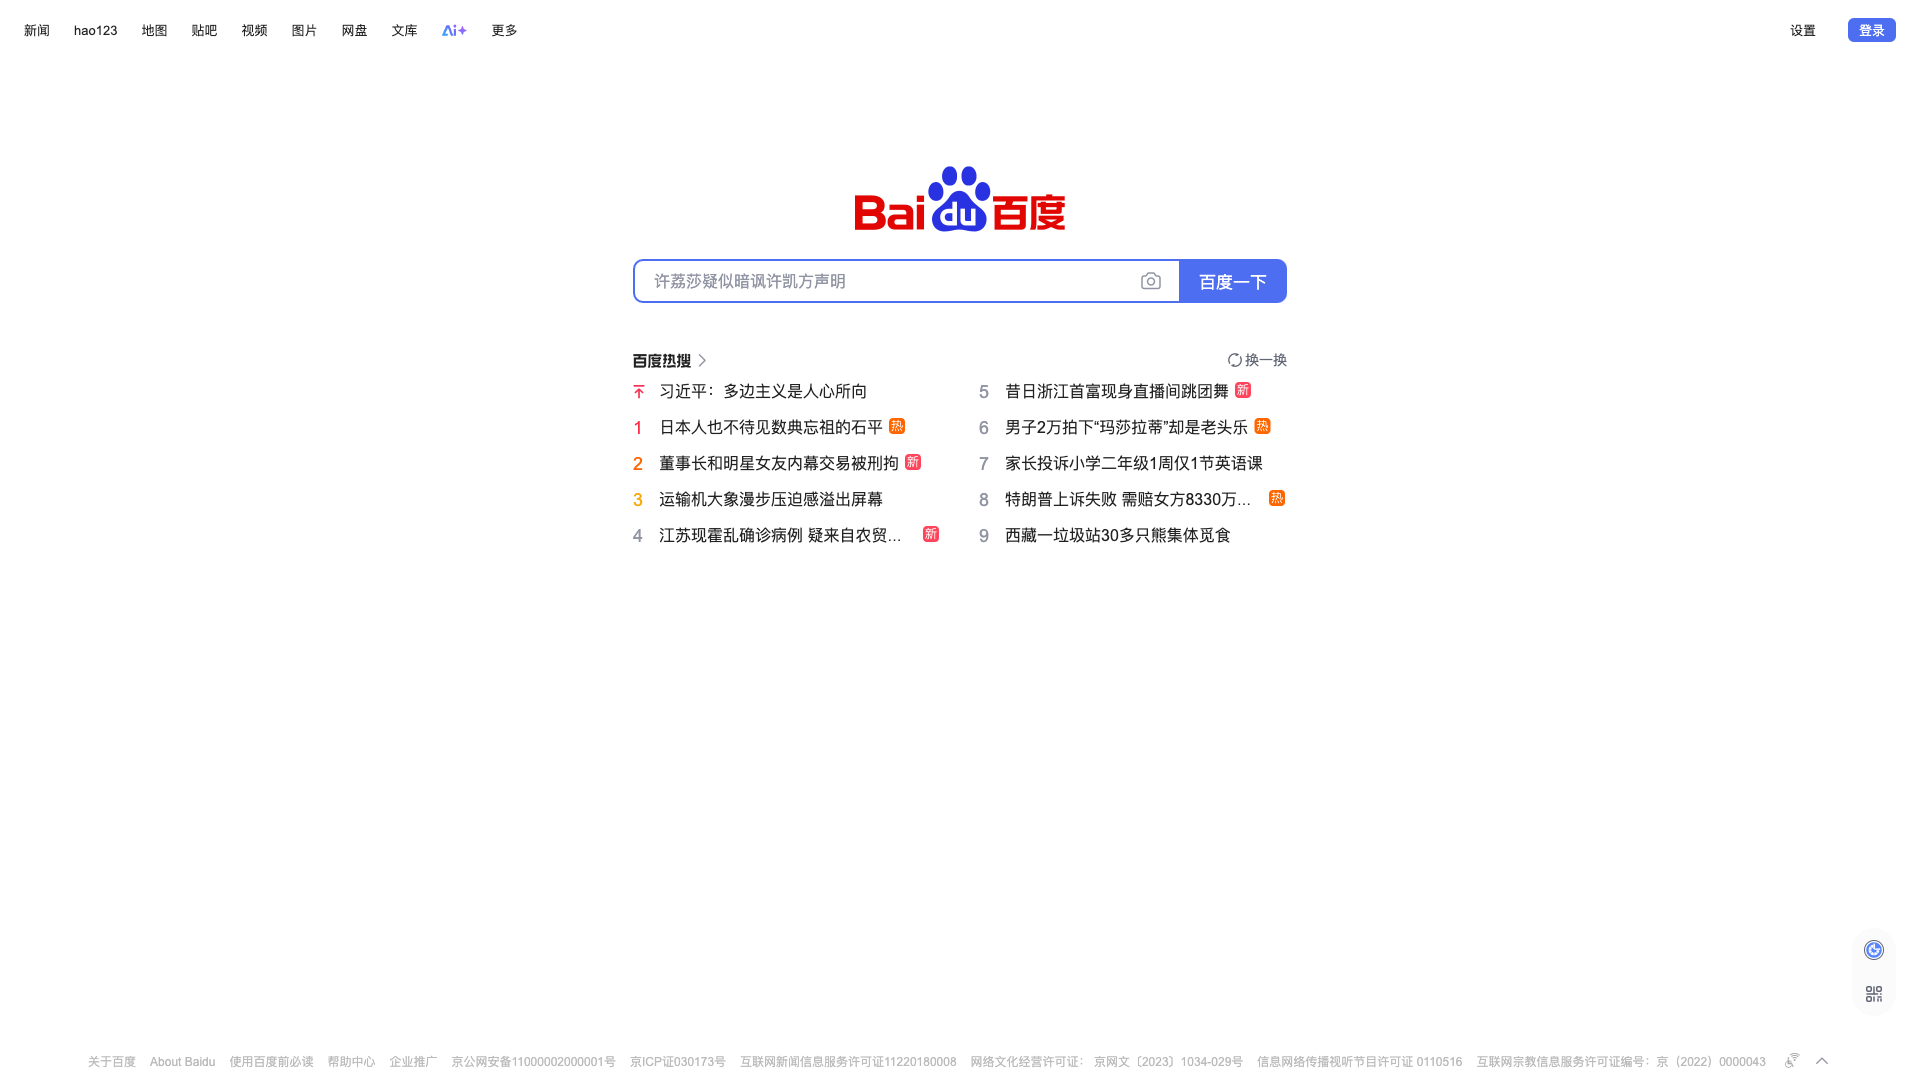 新闻 hao123 地图 贴吧 视频 图片 网盘 文库 Ai+ 更多 设置 登录
Bai du 百度
许荔莎疑似暗讽许凯方声明 百度一下
百度热搜 换一换
习近平：多边主义是人心所向
1 日本人也不待见数典忘祖的石平 热
2 董事长和明星女友内幕交易被刑拘 新
3 运输机大象漫步压迫感溢出屏幕
4 江苏现霍乱确诊病例 疑来自农贸... 新
5 昔日浙江首富现身直播间跳团舞 新
6 男子2万拍下“玛莎拉蒂”却是老头乐 热
7 家长投诉小学二年级1周仅1节英语课
8 特朗普上诉失败 需赔女方8330万... 热
9 西藏一垃圾站30多只熊集体觅食
关于百度 About Baidu 使用百度前必读 帮助中心 企业推广 京公网安备11000002000001号 京ICP证030173号 互联网新闻信息服务许可证11220180008 网络文化经营许可证： 京网文〔2023〕1034-029号 信息网络传播视听节目许可证 0110516 互联网宗教信息服务许可证编号：京（2022）0000043